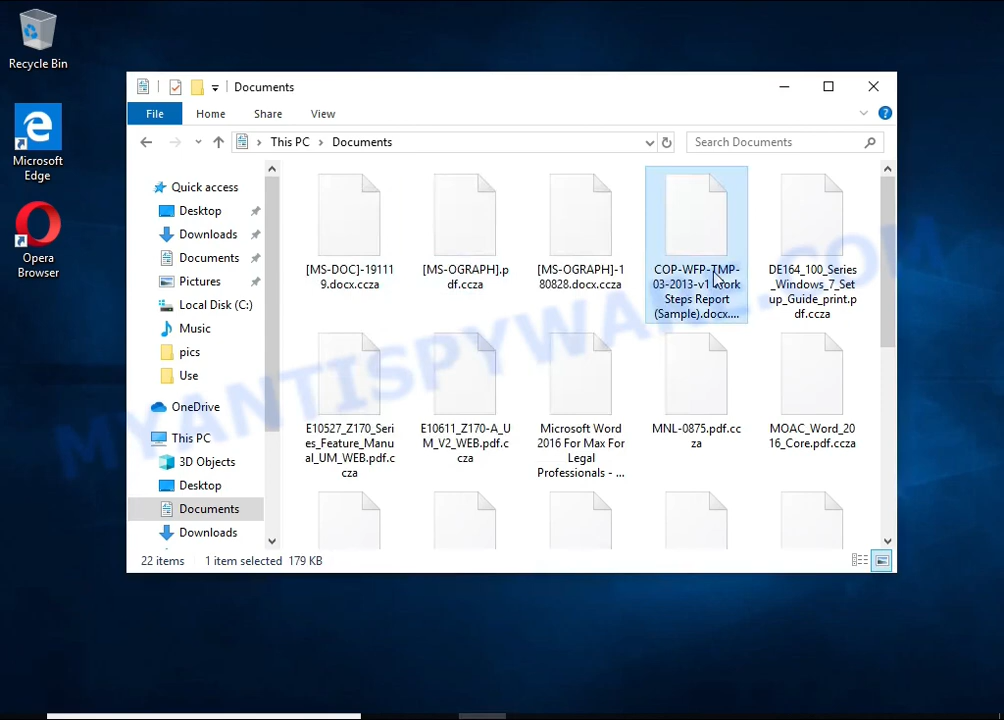 Recycle Bin
Microsoft
Edge
Opera
Browser
Documents
File
Home
Share
View
This PC
Documents
Search Documents
Quick access
Desktop
Downloads
Documents
Pictures
Local Disk (C:)
Music
pics
Use
OneDrive
This PC
3D Objects
Desktop
Documents
Downloads
[MS-DOC]-19111
9.docx.ccza
[MS-OGRAPH].p
df.ccza
[MS-OGRAPH]-1
80828.docx.ccza
COP-WFP-TMP-
03-2013-v1 Work
Steps Report
(Sample).docx....
DE164_100_Series
_Windows_7_Set
up_Guide_print.p
df.ccza
E10527_Z170_Seri
es_Feature_Manu
al_UM_WEB.pdf.c
cza
E10611_Z170-A_U
M_V2_WEB.pdf.c
cza
Microsoft Word
2016 For Max For
Legal
Professionals - ...
MNL-0875.pdf.cc
za
MOAC_Word_20
16_Core.pdf.ccza
22 items
1 item selected 179 KB
MYANTISPYWARE.COM